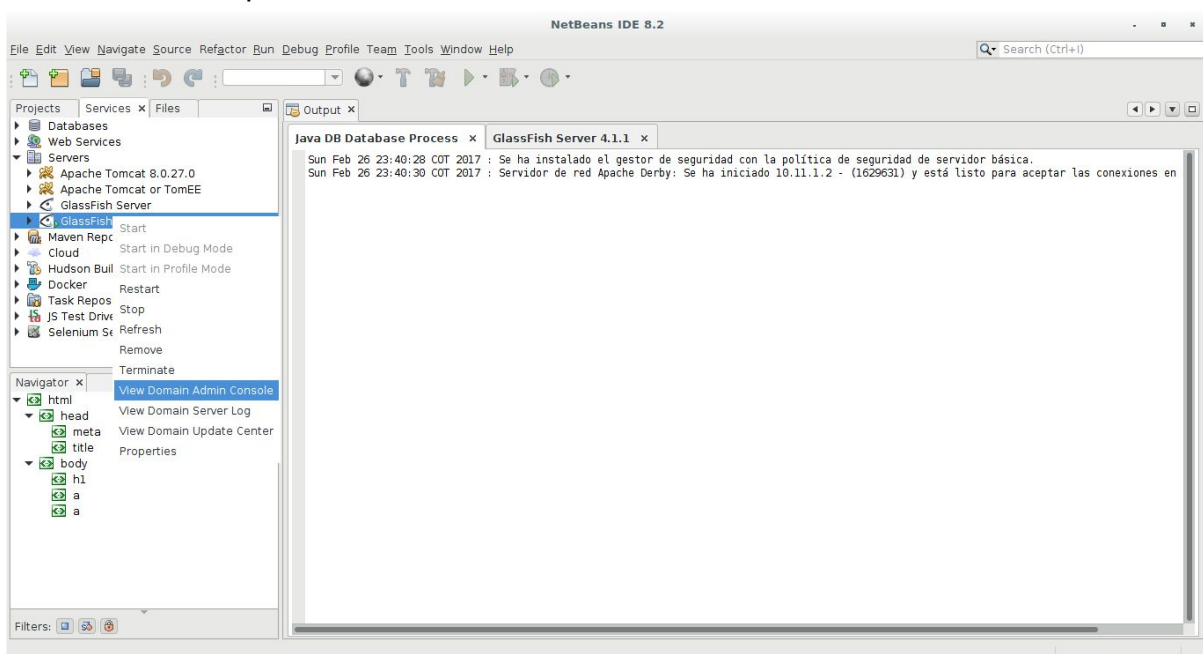 NetBeans IDE 8.2
File Edit View Navigate Source Refactor Run Debug Profile Team Tools Window Help
Search (Ctrl+I)
Projects Services Files
Databases
Web Services
Servers
Apache Tomcat 8.0.27.0
Apache Tomcat or TomEE
GlassFish Server
GlassFish
Maven Repo
Cloud
Hudson Buil
Docker
Task Repos
JS Test Drive
Selenium Se
Start
Start in Debug Mode
Start in Profile Mode
Restart
Stop
Refresh
Remove
Terminate
View Domain Admin Console
View Domain Server Log
View Domain Update Center
Properties
Navigator
html
head
meta
title
body
h1
a
a
Filters:
Output
Java DB Database Process GlassFish Server 4.1.1
Sun Feb 26 23:40:28 COT 2017 : Se ha instalado el gestor de seguridad con la política de seguridad de servidor básica.
Sun Feb 26 23:40:30 COT 2017 : Servidor de red Apache Derby: Se ha iniciado 10.11.1.2 - (1629631) y está listo para aceptar las conexiones en